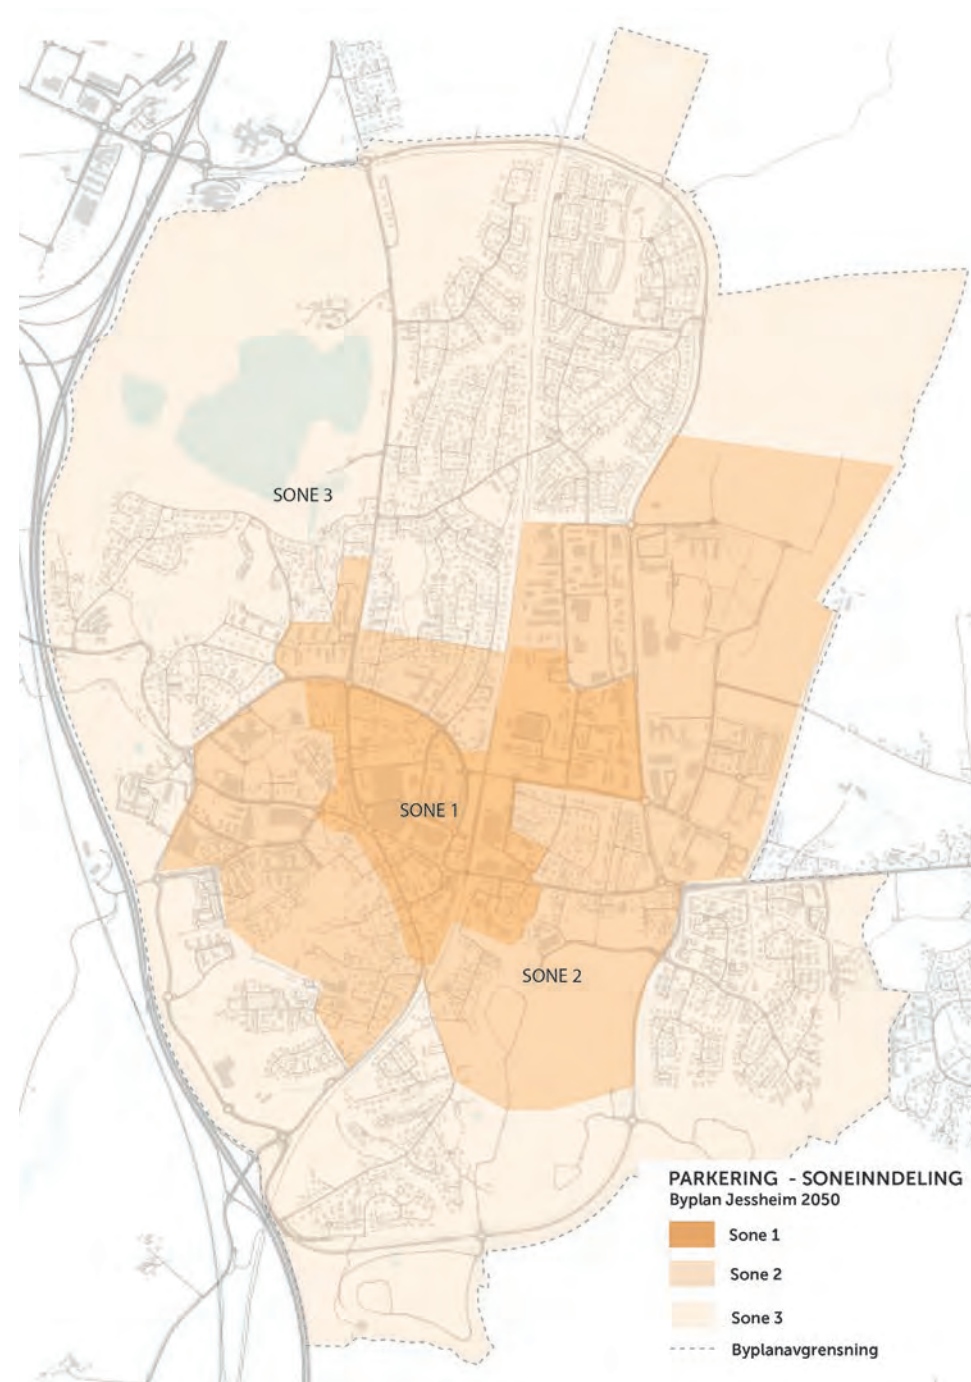 SONE 3
SONE 1
SONE 2
PARKERING - SONEINNDELING
Byplan Jessheim 2050
Sone 1
Sone 2
Sone 3
Byplanavgrensning